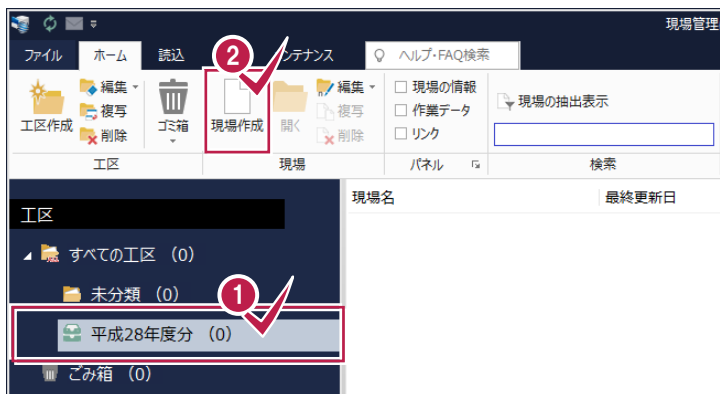 現場管理
ファイル ホーム 読込 ンテナンス ヘルプ・FAQ検索
2
工区作成 編集 複写 削除 ゴミ箱
現場作成 開く 編集 複写 削除
現場の情報
作業データ
リンク
現場の抽出表示
工区 現場 パネル 検索
工区
現場名 最終更新日
すべての工区 (0)
未分類 (0)
1
平成28年度分 (0)
ごみ箱 (0)